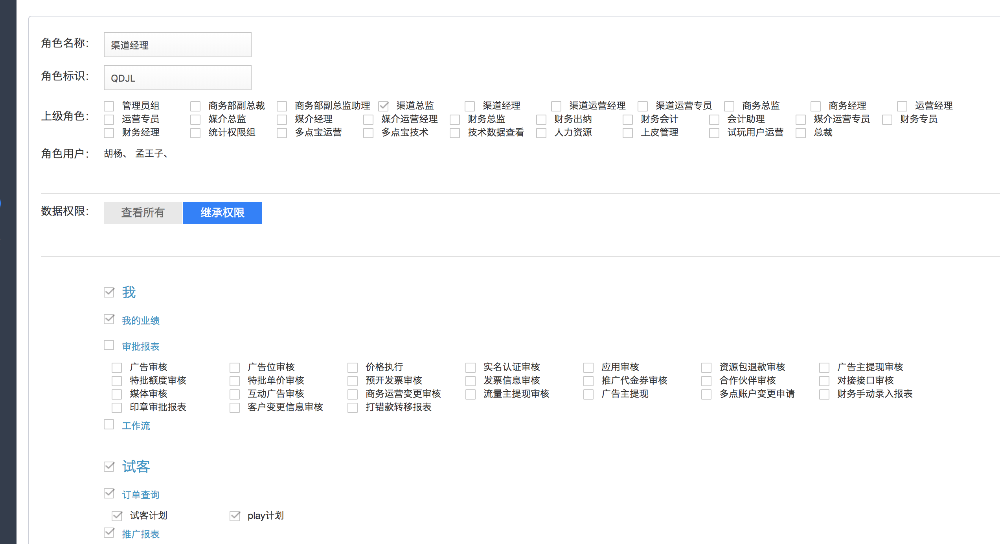 角色名称： 渠道经理
角色标识： QDJL
上级角色：
管理员组 商务部副总裁 商务部副总监助理 渠道总监 渠道经理 渠道运营经理 渠道运营专员 商务总监 商务经理 运营经理
运营专员 媒介总监 媒介经理 媒介运营经理 财务总监 财务出纳 财务会计 会计助理 媒介运营专员 财务专员
财务经理 统计权限组 多点宝运营 多点宝技术 技术数据查看 人力资源 上皮管理 试玩用户运营 总裁
角色用户： 胡杨、 孟王子、
数据权限： 查看所有 继承权限
我
我的业绩
审批报表
广告审核 广告位审核 价格执行 实名认证审核 应用审核 资源包退款审核 广告主提现审核
特批额度审核 特批单价审核 预开发票审核 发票信息审核 推广代金券审核 合作伙伴审核 对接接口审核
媒体审核 互动广告审核 商务运营变更审核 流量主提现审核 广告主提现 多点账户变更申请 财务手动录入报表
印章审批报表 客户变更信息审核 打错款转移报表
工作流
试客
订单查询
试客计划 play计划
推广报表